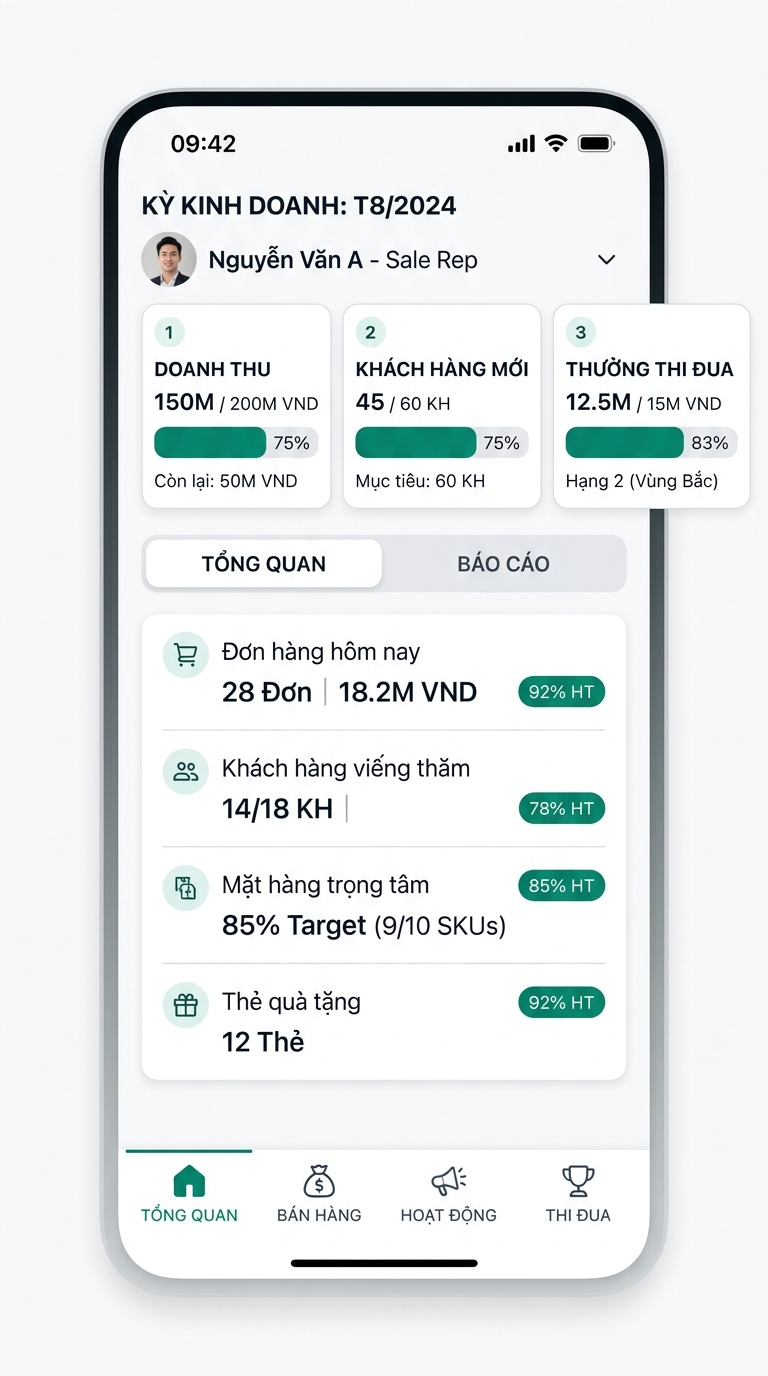 09:42
KỲ KINH DOANH: T8/2024
Nguyễn Văn A - Sale Rep
1
DOANH THU
150M / 200M VND
75%
Còn lại: 50M VND
2
KHÁCH HÀNG MỚI
45 / 60 KH
75%
Mục tiêu: 60 KH
3
THƯỞNG THI ĐUA
12.5M / 15M VND
83%
Hạng 2 (Vùng Bắc)
TỔNG QUAN
BÁO CÁO
Đơn hàng hôm nay
28 Đơn | 18.2M VND
92% HT
Khách hàng viếng thăm
14/18 KH |
78% HT
Mặt hàng trọng tâm
85% HT
85% Target (9/10 SKUs)
Thẻ quà tặng
92% HT
12 Thẻ
TỔNG QUAN
BÁN HÀNG
HOẠT ĐỘNG
THI ĐUA